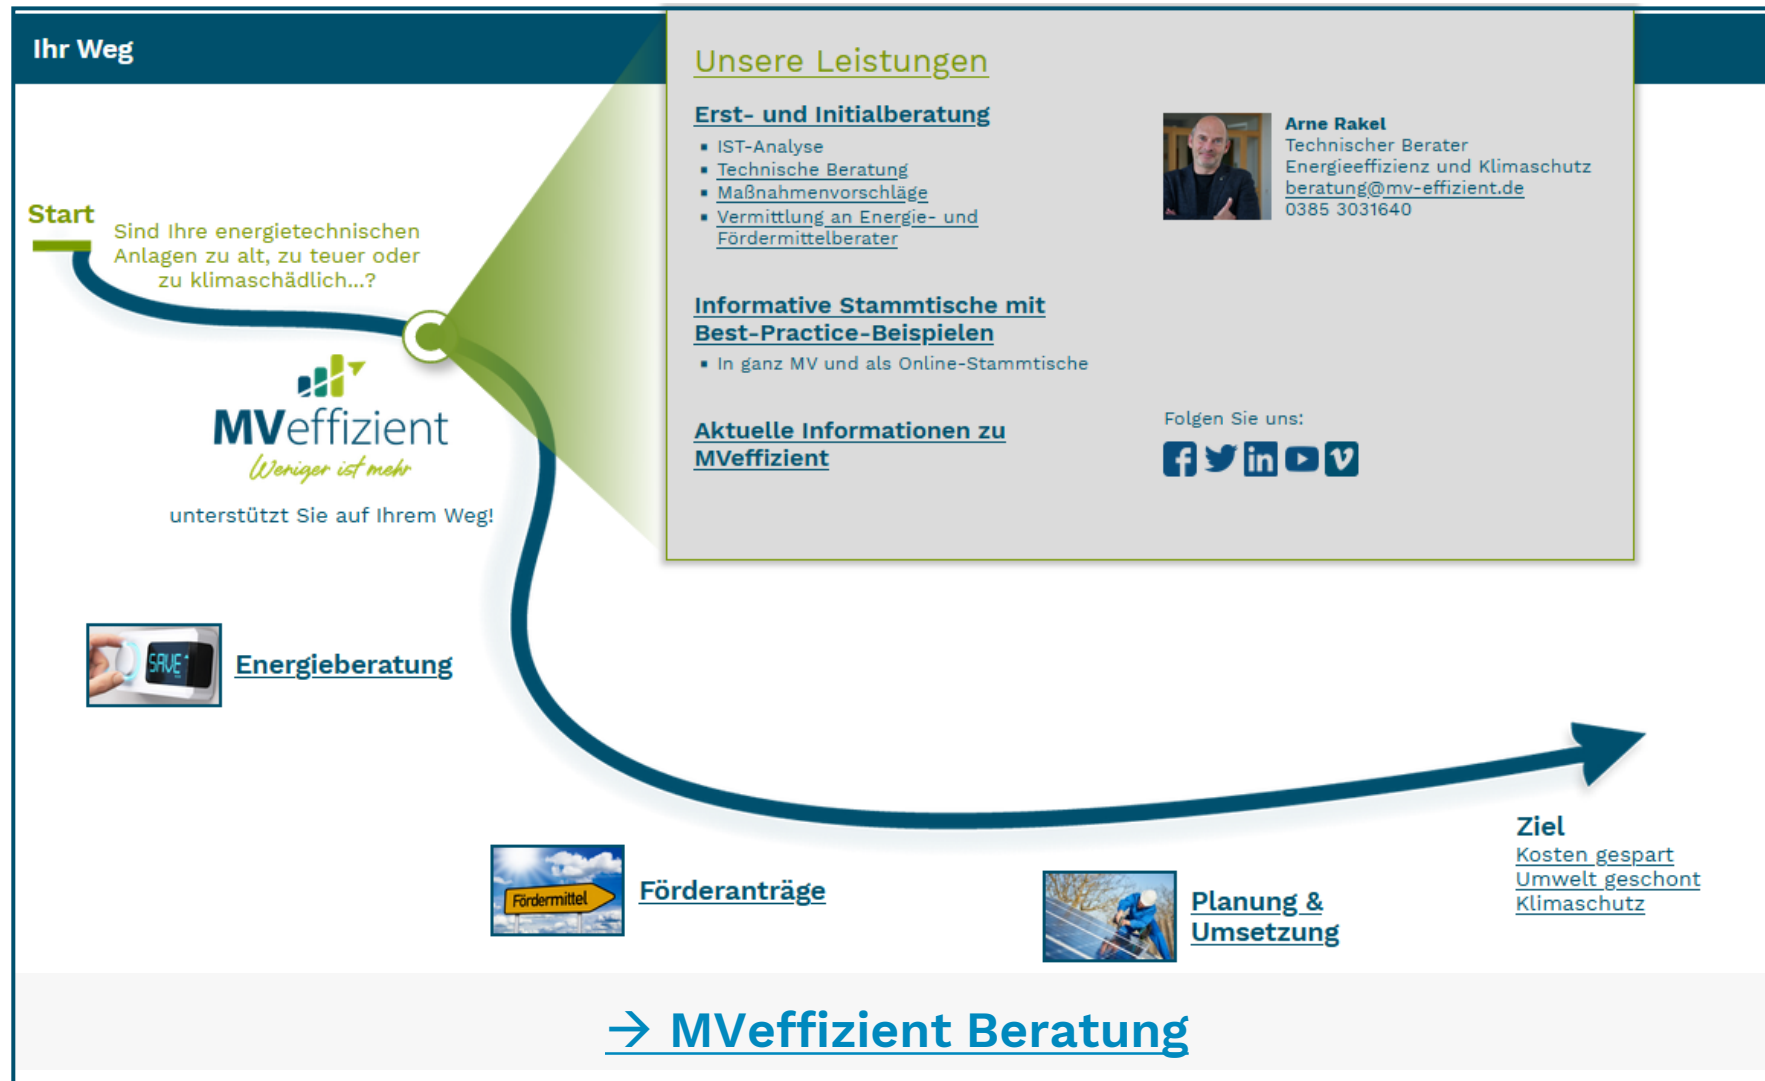 Ihr Weg
Unsere Leistungen
Erst- und Initialberatung
▪ IST-Analyse
▪ Technische Beratung
▪ Maßnahmenvorschläge
▪ Vermittlung an Energie- und
Fördermittelberater
Arne Rakel
Technischer Berater
Energieeffizienz und Klimaschutz
beratung@mv-effizient.de
0385 3031640
Informative Stammtische mit
Best-Practice-Beispielen
▪ In ganz MV und als Online-Stammtische
Aktuelle Informationen zu
MVeffizient
Folgen Sie uns:
Start
Sind Ihre energietechnischen
Anlagen zu alt, zu teuer oder
zu klimaschädlich...?
MVeffizient
Weniger ist mehr
unterstützt Sie auf Ihrem Weg!
SAVE
Energieberatung
Fördermittel
Förderanträge
Planung &
Umsetzung
Ziel
Kosten gespart
Umwelt geschont
Klimaschutz
→ MVeffizient Beratung